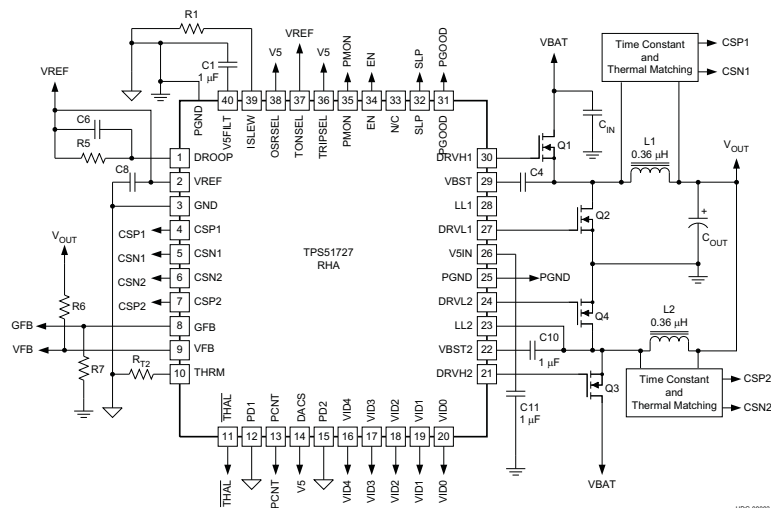 R1
V5
VREF
V5
PMON
EN
SLP
PGOOD
VBAT
Time Constant
and
Thermal Matching
CSP1
CSN1
VREF
C1
1 μF
C6
R5
C8
PGND
40
39
38
37
36
35
34
33
32
31
V5FILT
ISLEW
OSRSEL
TONSEL
TRIPSEL
PMON
EN
N/C
SLP
PGOOD
CIN
Q1
L1
0.36 μH
VOUT
C4
Q2
+
COUT
1 DROOP
2 VREF
3 GND
CSP1 4 CSP1
CSN1 5 CSN1
CSN2 6 CSN2
CSP2 7 CSP2
GFB 8 GFB
VFB 9 VFB
10 THRM
VOUT
R6
R7
RT2
TPS51727
RHA
DRVH1 30
VBST 29
LL1 28
DRVL1 27
V5IN 26
PGND 25 PGND
DRVL2 24
LL2 23
VBST2 22
DRVH2 21
Q4
L2
0.36 μH
C10
1 μF
Q3
C11
1 μF
Time Constant
and
Thermal Matching
CSP2
CSN2
VBAT
THAL
PD1
PCNT
DACS
PD2
VID4
VID3
VID2
VID1
VID0
11
12
13
14
15
16
17
18
19
20
THAL
PCNT
V5
VID4
VID3
VID2
VID1
VID0